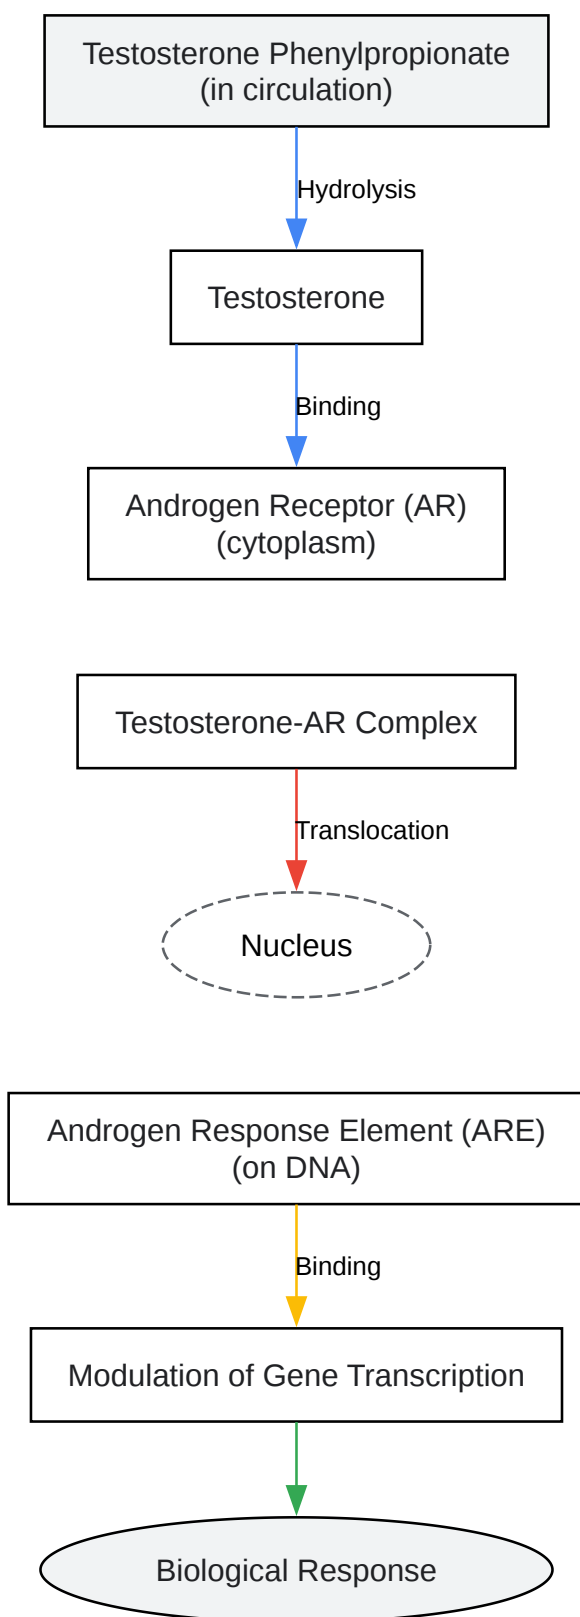 Testosterone Phenylpropionate
(in circulation)
Hydrolysis
Testosterone
Binding
Androgen Receptor (AR)
(cytoplasm)
Testosterone-AR Complex
Translocation
Nucleus
Androgen Response Element (ARE)
(on DNA)
Binding
Modulation of Gene Transcription
Biological Response